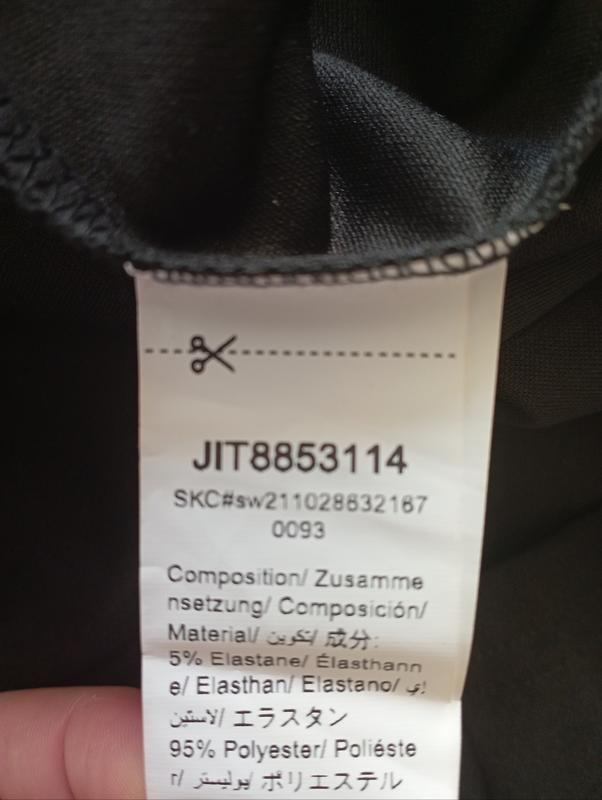 JIT8853114
SKC#sw211028632167
0093
Composition/ Zusamme
nsetzung/ Composición/
Material/ تكوين/ 成分:
5% Elastane/ Élasthann
e/ Elasthan/ Elastano/ إي
لاستين/ エラスタン
95% Polyester/ Poliéste
r/ بوليستر/ ポリエステル